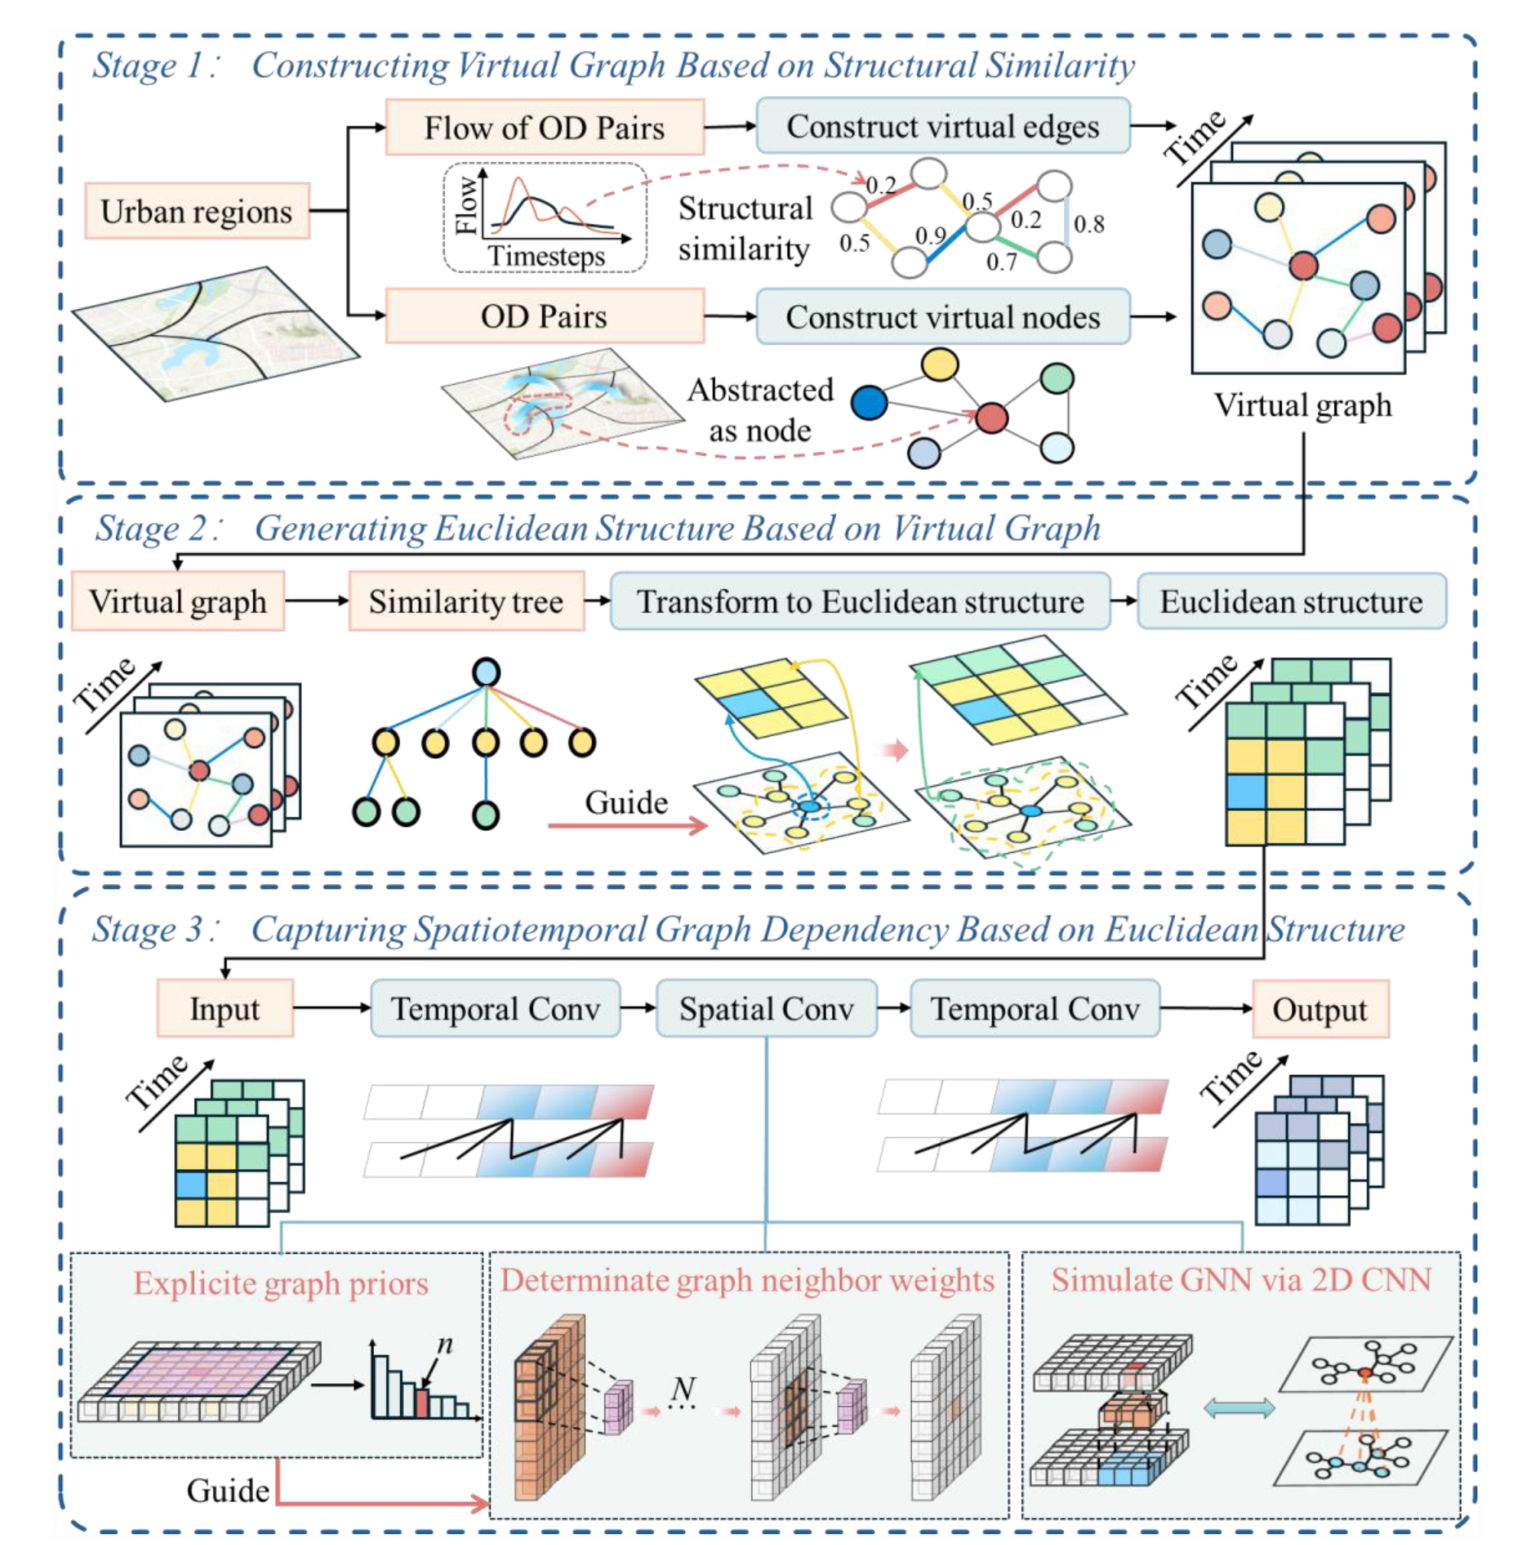 Stage 1: Constructing Virtual Graph Based on Structural Similarity
Flow of OD Pairs
Construct virtual edges
Time
Urban regions
Flow
Timesteps
Structural
similarity
0.2
0.5
0.5
0.9
0.2
0.8
0.7
OD Pairs
Construct virtual nodes
Abstracted
as node
Virtual graph
Stage 2: Generating Euclidean Structure Based on Virtual Graph
Virtual graph
Similarity tree
Transform to Euclidean structure
Euclidean structure
Time
Guide
Time
Stage 3: Capturing Spatiotemporal Graph Dependency Based on Euclidean Structure
Input
Temporal Conv
Spatial Conv
Temporal Conv
Output
Time
Time
Explicite graph priors
n
Determinate graph neighbor weights
N
...
Simulate GNN via 2D CNN
Guide